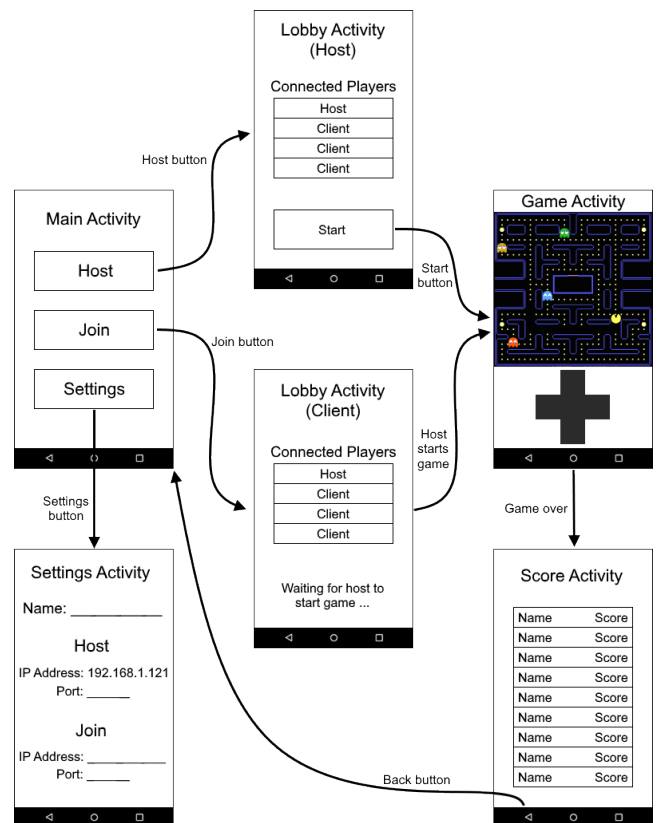 Lobby Activity
(Host)
Connected Players
Host
Client
Client
Client
Start
Host button
Main Activity
Host
Join
Settings
Join button
Start
button
Game Activity
Lobby Activity
(Client)
Connected Players
Host
Client
Client
Client
Waiting for host to
start game ...
Host
starts
game
Game over
Settings
button
Settings Activity
Name: ___________
Host
IP Address: 192.168.1.121
Port: ______
Join
IP Address: ___________
Port: ______
Score Activity
Name Score
Name Score
Name Score
Name Score
Name Score
Name Score
Name Score
Name Score
Name Score
Back button